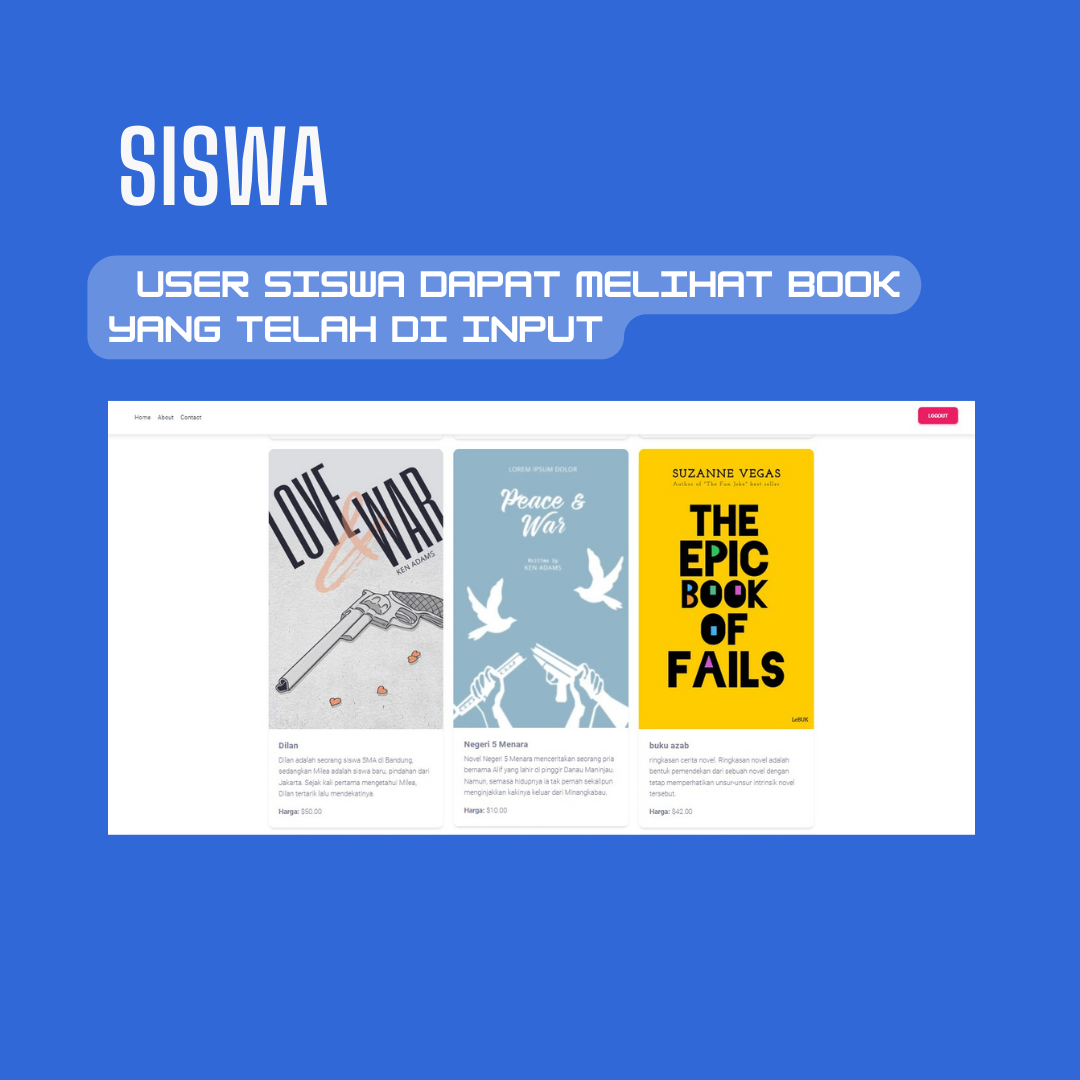 SISWA
USER SISWA DAPAT MELIHAT BOOK
YANG TELAH DI INPUT
Home About Contact
LOGOUT
LOVE & WAR
KEN ADAMS
LOREM IPSUM DOLOR
Peace &
War
Written by
KEN ADAMS
SUZANNE VEGAS
Author of "The Fun Joke" best seller
THE
EPIC
BOOK
OF
FAILS
LeBUK
Dilan
Dilan adalah seorang siswa SMA di Bandung,
sedangkan Milea adalah siswa baru, pindahan dari
Jakarta. Sejak kali pertama mengetahui Milea,
Dilan tertarik lalu mendekatinya.
Harga: $50.00
Negeri 5 Menara
Novel Negeri 5 Menara menceritakan seorang pria
bernama Alif yang lahir di pinggir Danau Maninjau.
Namun, semasa hidupnya ia tak pernah sekalipun
menginjakkan kakinya keluar dari Minangkabau.
Harga: $10.00
buku azab
ringkasan cerita novel. Ringkasan novel adalah
bentuk pemendekan dari sebuah novel dengan
tetap memperhatikan unsur-unsur intrinsik novel
tersebut.
Harga: $42.00